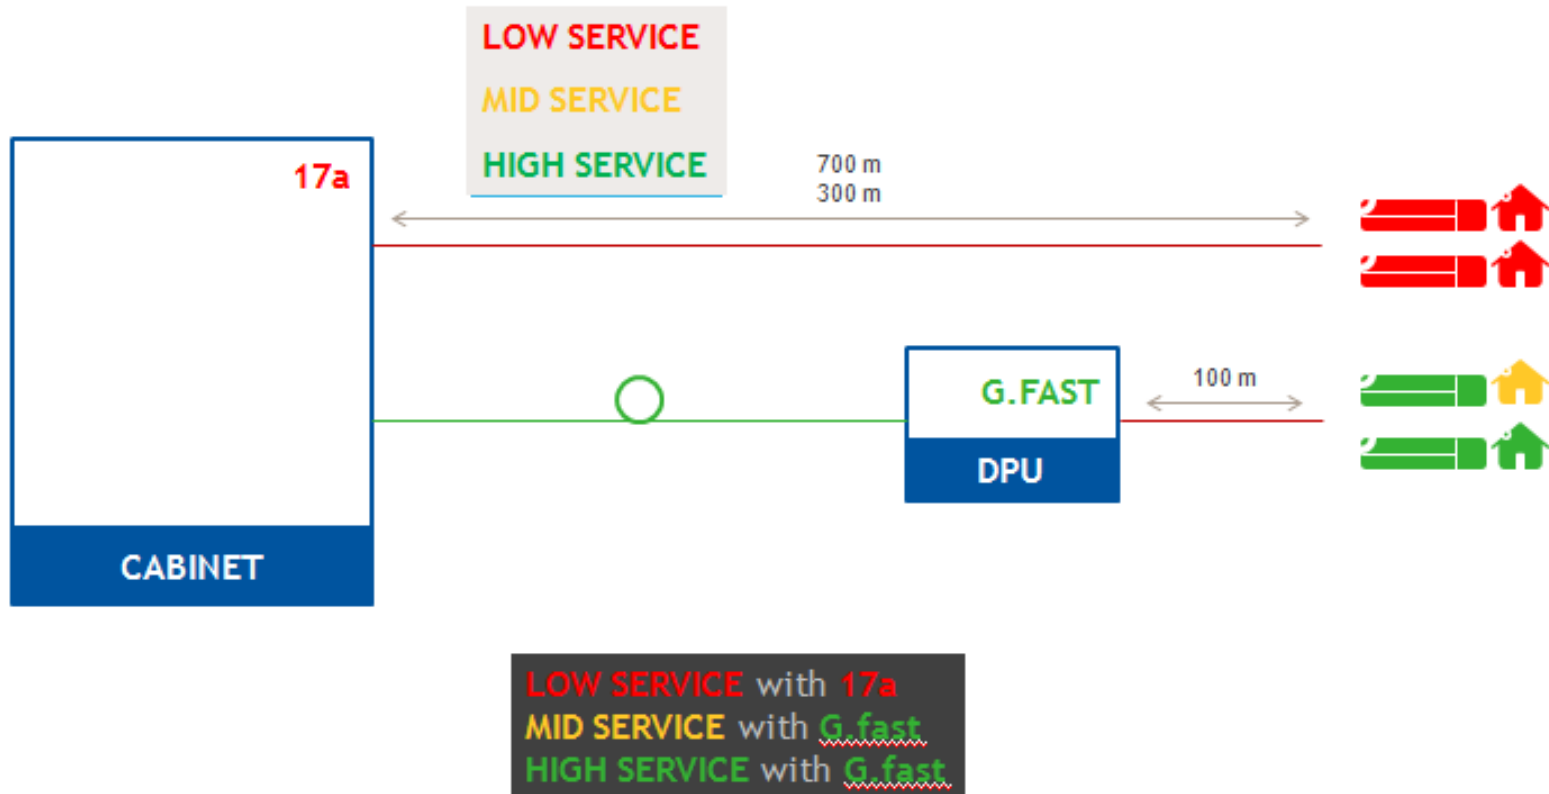 LOW SERVICE
MID SERVICE
HIGH SERVICE
17a
700 m
300 m
100 m
G.FAST
DPU
CABINET
LOW SERVICE with 17a
MID SERVICE with G.fast
HIGH SERVICE with G.fast